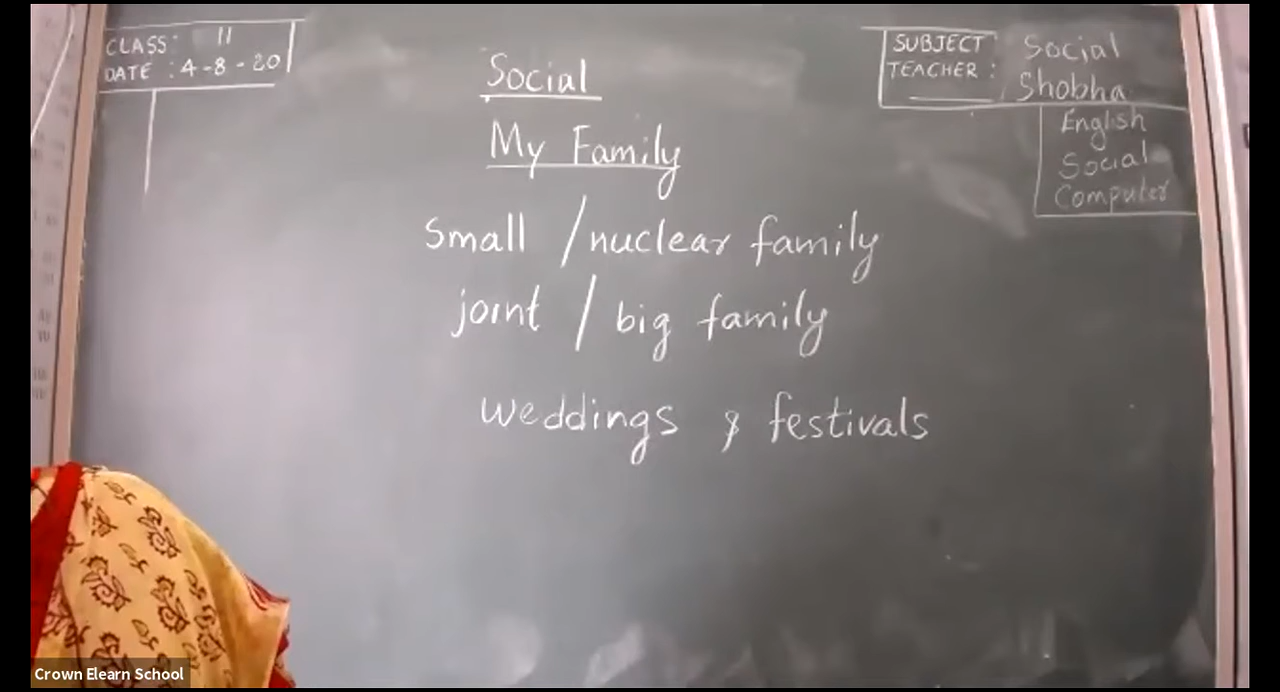 CLASS: II
DATE : 4-8-20
SUBJECT Social
TEACHER: Shobha
English
Social
Computer
Social
My Family
small / nuclear family
joint / big family
weddings & festivals
Crown Elearn School